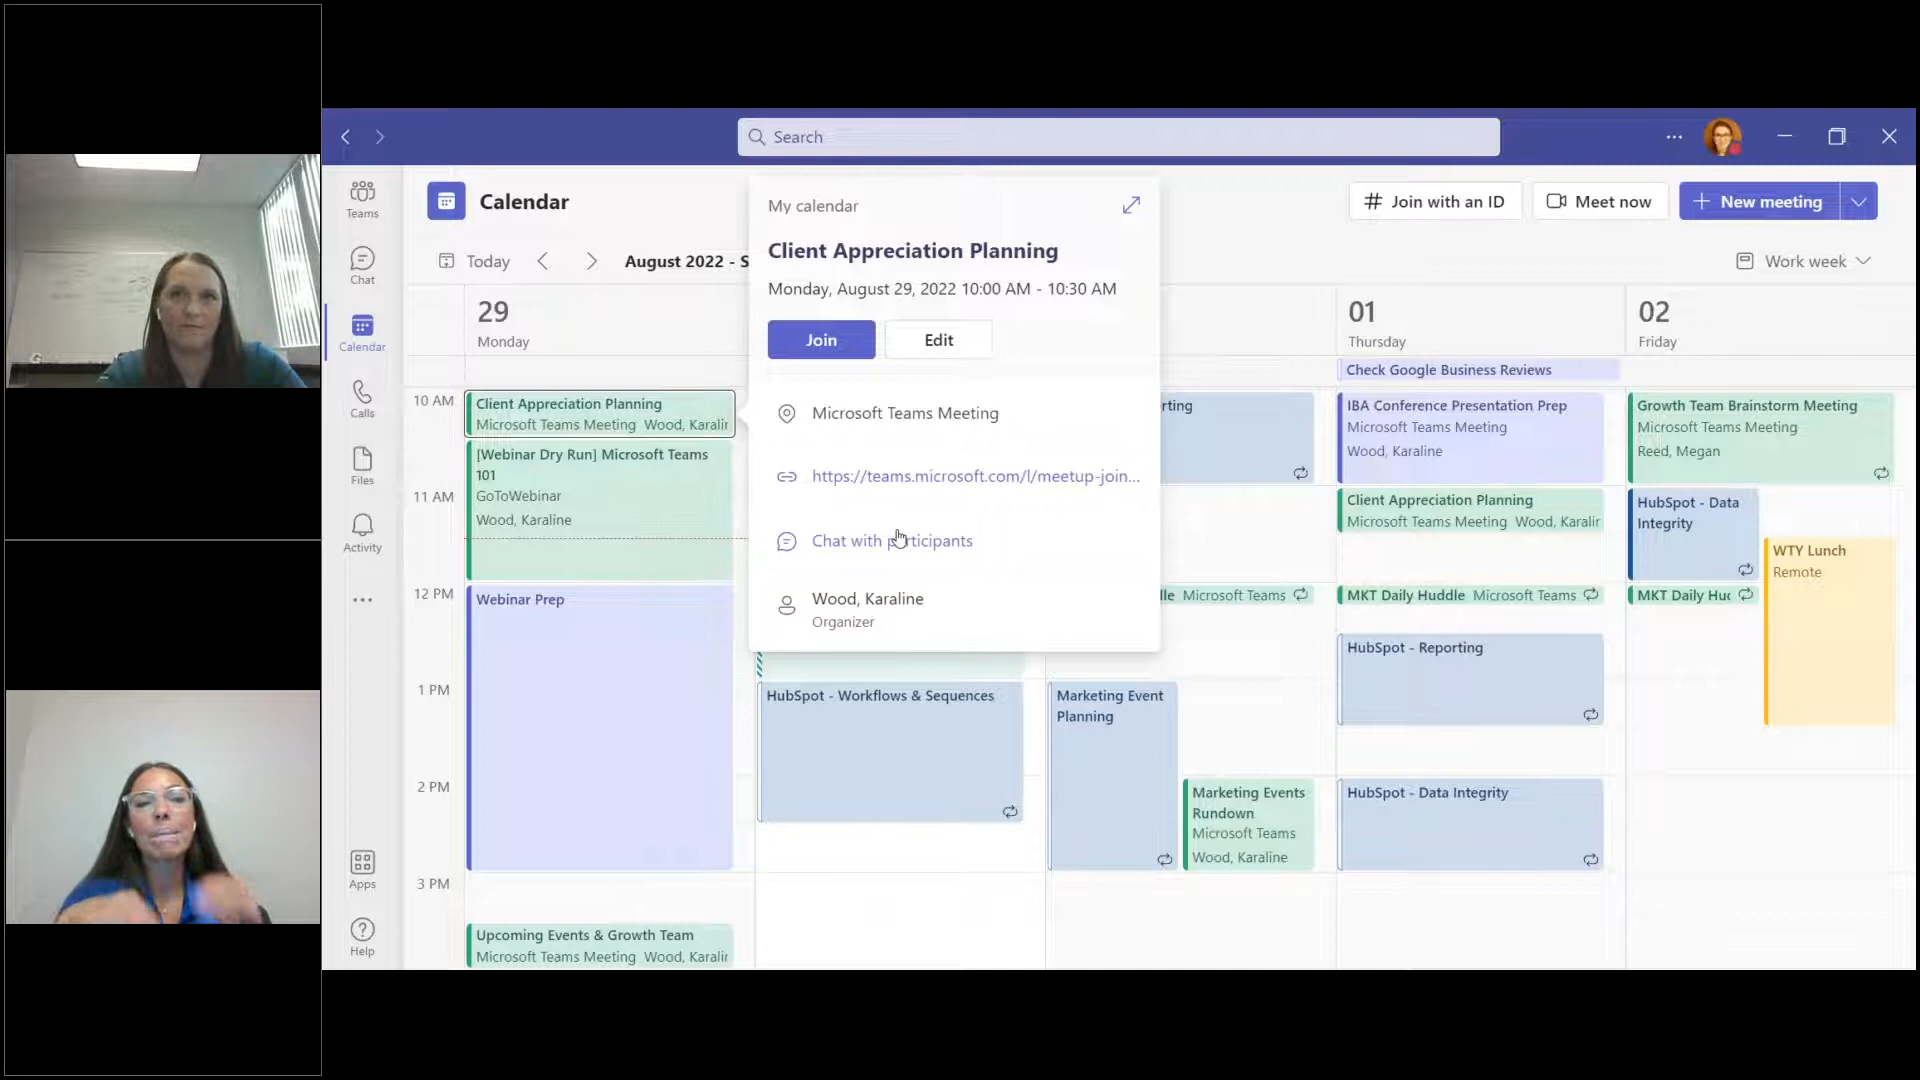 Search
Teams
Chat
Calendar
Calls
Files
Activity
Apps
Help
Calendar
Join with an ID
Meet now
New meeting
Today
August 2022 - S
Work week
29
Monday
01
Thursday
02
Friday
10 AM
11 AM
12 PM
1 PM
2 PM
3 PM
My calendar
Client Appreciation Planning
Monday, August 29, 2022 10:00 AM - 10:30 AM
Join
Edit
Microsoft Teams Meeting
https://teams.microsoft.com/l/meetup-join...
Chat with participants
Wood, Karaline
Organizer
Client Appreciation Planning
Microsoft Teams Meeting Wood, Karalir
[Webinar Dry Run] Microsoft Teams
101
GoToWebinar
Wood, Karaline
Webinar Prep
Upcoming Events & Growth Team
Microsoft Teams Meeting Wood, Karalir
HubSpot - Workflows & Sequences
rting
lle Microsoft Teams
Marketing Event
Planning
Marketing Events
Rundown
Microsoft Teams
Wood, Karaline
Check Google Business Reviews
IBA Conference Presentation Prep
Microsoft Teams Meeting
Wood, Karaline
Client Appreciation Planning
Microsoft Teams Meeting Wood, Karalir
MKT Daily Huddle Microsoft Teams
HubSpot - Reporting
HubSpot - Data Integrity
Growth Team Brainstorm Meeting
Microsoft Teams Meeting
Reed, Megan
HubSpot - Data
Integrity
WTY Lunch
Remote
MKT Daily Huc